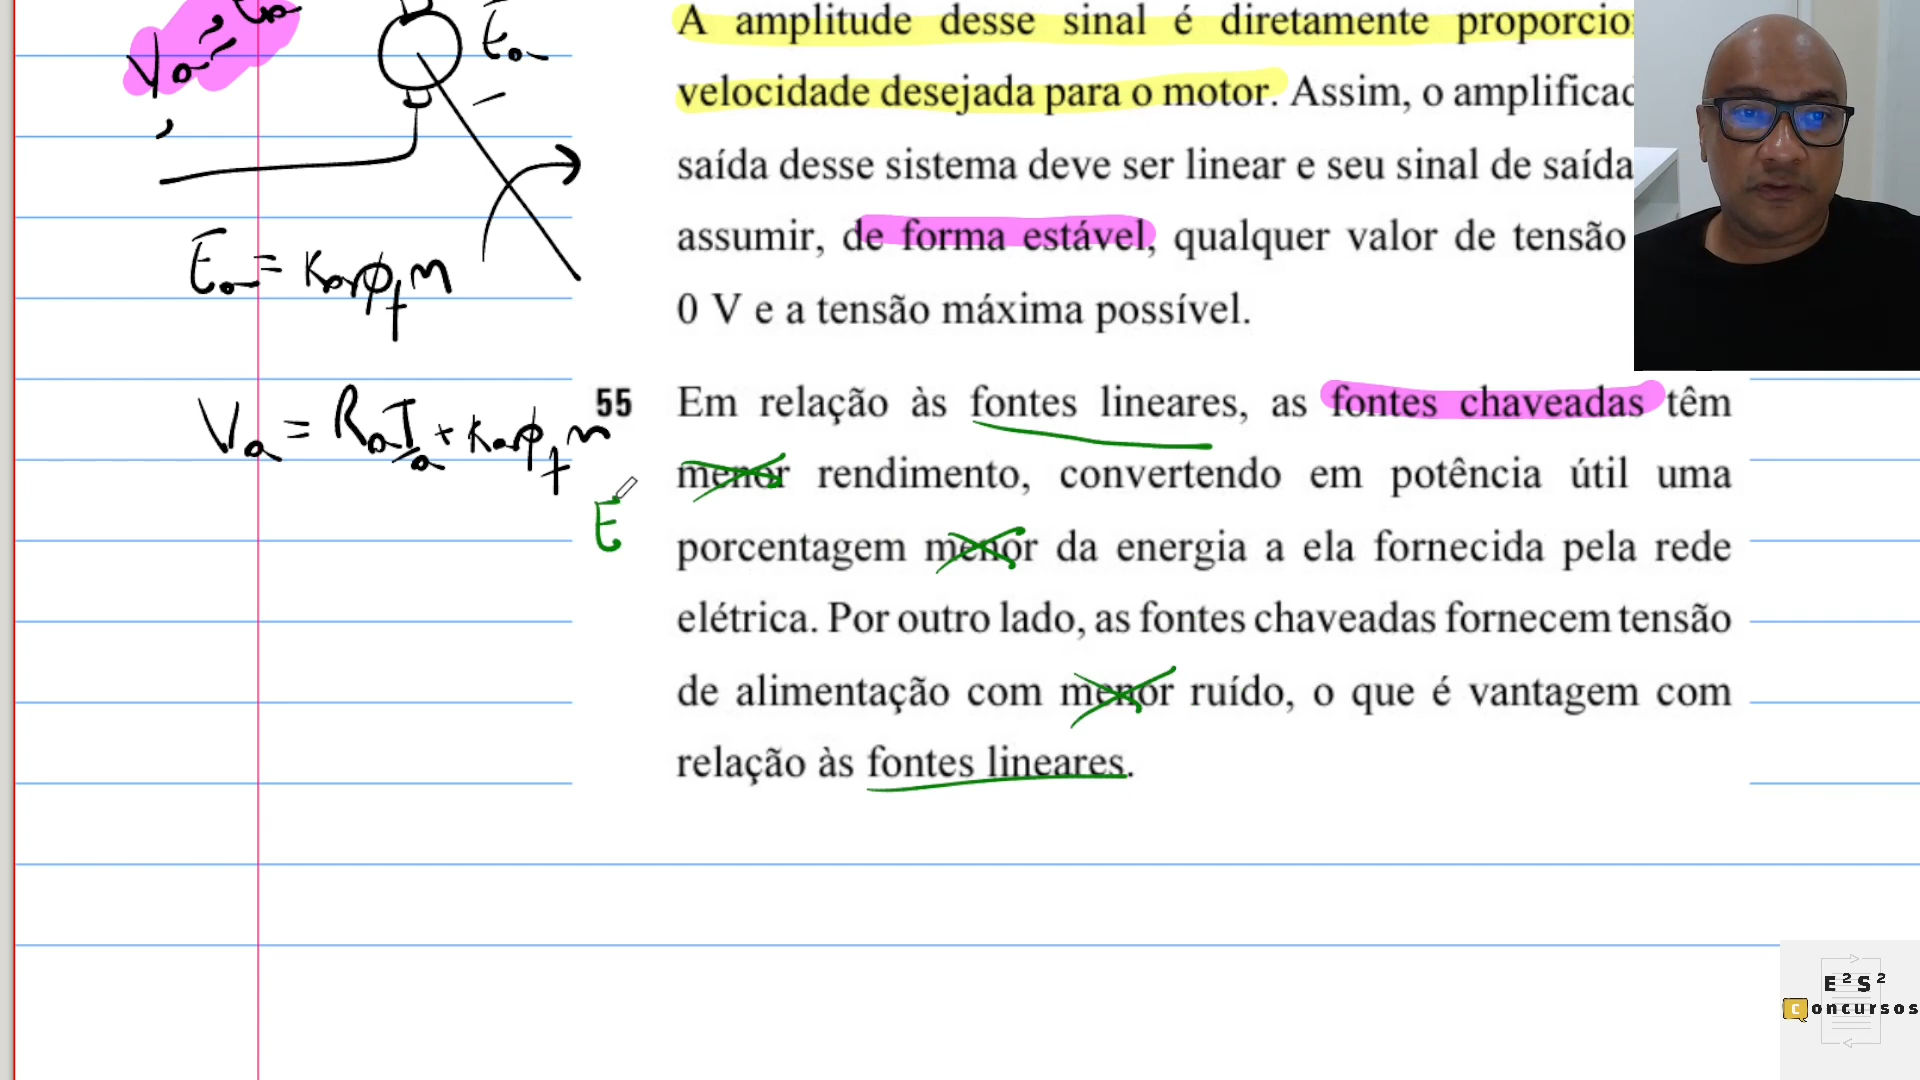 A amplitude desse sinal é diretamente proporcio
velocidade desejada para o motor. Assim, o amplificad
saída desse sistema deve ser linear e seu sinal de saída
assumir, de forma estável, qualquer valor de tensão
0 V e a tensão máxima possível.
Ea
Va =
Ea = Kaφf n
Va = RaIa + Kaφf n
55 Em relação às fontes lineares, as fontes chaveadas têm
menor rendimento, convertendo em potência útil uma
E
porcentagem menor da energia a ela fornecida pela rede
elétrica. Por outro lado, as fontes chaveadas fornecem tensão
de alimentação com menor ruído, o que é vantagem com
relação às fontes lineares.
E²S²
Concursos